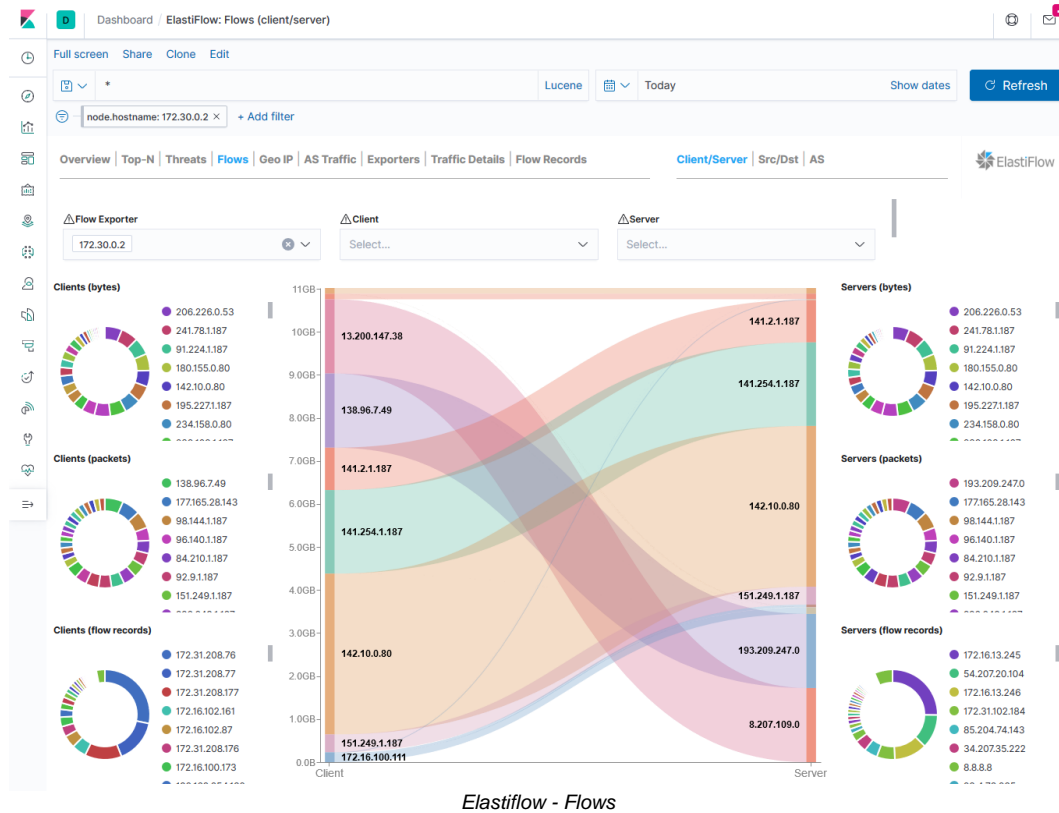 D Dashboard / ElastiFlow: Flows (client/server)
Full screen Share Clone Edit
* Lucene Today Show dates Refresh
node.hostname: 172.30.0.2 × + Add filter
Overview | Top-N | Threats | Flows | Geo IP | AS Traffic | Exporters | Traffic Details | Flow Records Client/Server | Src/Dst | AS ElastiFlow
Flow Exporter Client Server
172.30.0.2 Select... Select...
Clients (bytes)
206.226.0.53
241.78.1.187
91.224.1.187
180.155.0.80
142.10.0.80
195.227.1.187
234.158.0.80
Clients (packets)
138.96.7.49
177.165.28.143
98.144.1.187
96.140.1.187
84.210.1.187
92.9.1.187
151.249.1.187
Clients (flow records)
172.31.208.76
172.31.208.77
172.31.208.177
172.16.102.161
172.16.102.87
172.31.208.176
172.16.100.173
11GB
10GB
9.0GB
8.0GB
7.0GB
6.0GB
5.0GB
4.0GB
3.0GB
2.0GB
1.0GB
0.0B
13.200.147.38
138.96.7.49
141.2.1.187
141.254.1.187
142.10.0.80
151.249.1.187
172.16.100.111
141.2.1.187
141.254.1.187
142.10.0.80
151.249.1.187
193.209.247.0
8.207.109.0
Client Server
Servers (bytes)
206.226.0.53
241.78.1.187
91.224.1.187
180.155.0.80
142.10.0.80
195.227.1.187
234.158.0.80
Servers (packets)
193.209.247.0
177.165.28.143
98.144.1.187
96.140.1.187
84.210.1.187
92.9.1.187
151.249.1.187
Servers (flow records)
172.16.13.245
54.207.20.104
172.16.13.246
172.31.102.184
85.204.74.143
34.207.35.222
8.8.8.8
Elastiflow - Flows